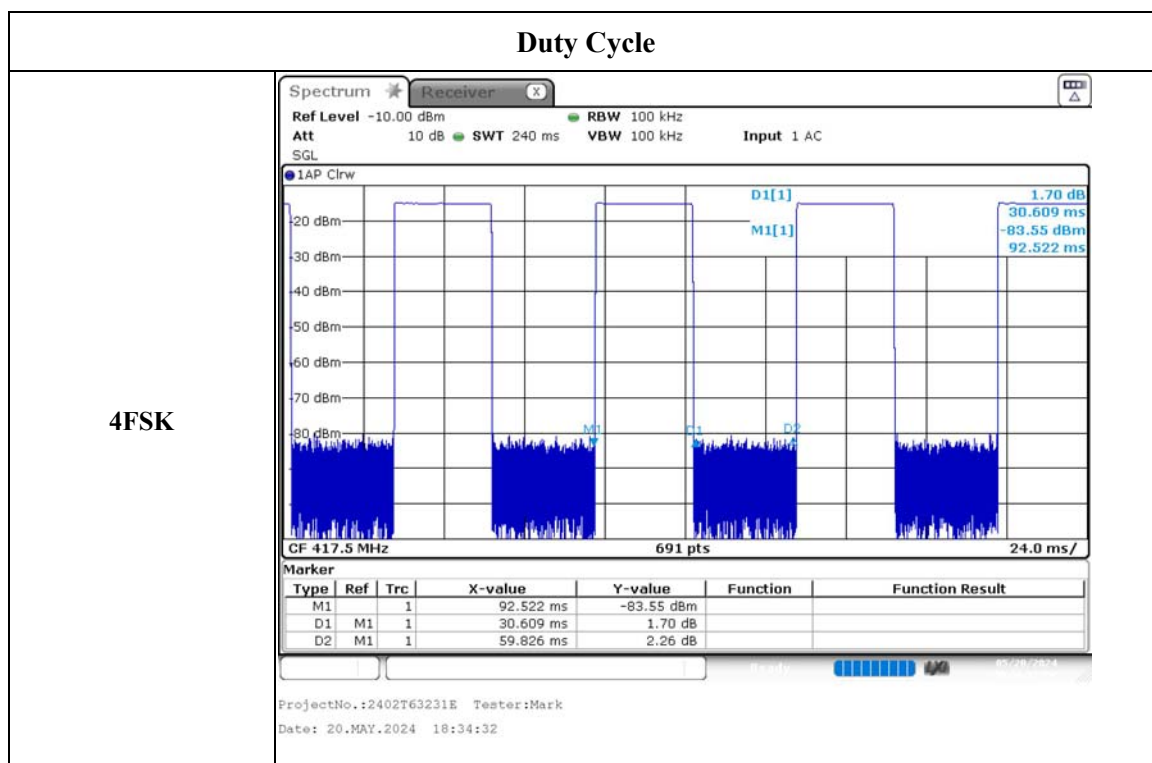 Duty Cycle
4FSK
Spectrum
Receiver X
Ref Level -10.00 dBm RBW 100 kHz
Att 10 dB SWT 240 ms VBW 100 kHz Input 1 AC
SGL
1AP Clrw
D1[1] 1.70 dB
30.609 ms
M1[1] -83.55 dBm
92.522 ms
-20 dBm
-30 dBm
-40 dBm
-50 dBm
-60 dBm
-70 dBm
-80 dBm
M1 D1 D2
CF 417.5 MHz 691 pts 24.0 ms/
Marker
Type Ref Trc X-value Y-value Function Function Result
M1 1 92.522 ms -83.55 dBm
D1 M1 1 30.609 ms 1.70 dB
D2 M1 1 59.826 ms 2.26 dB
Ready 05/20/2024
ProjectNo.:2402T63231E Tester:Mark
Date: 20.MAY.2024 18:34:32